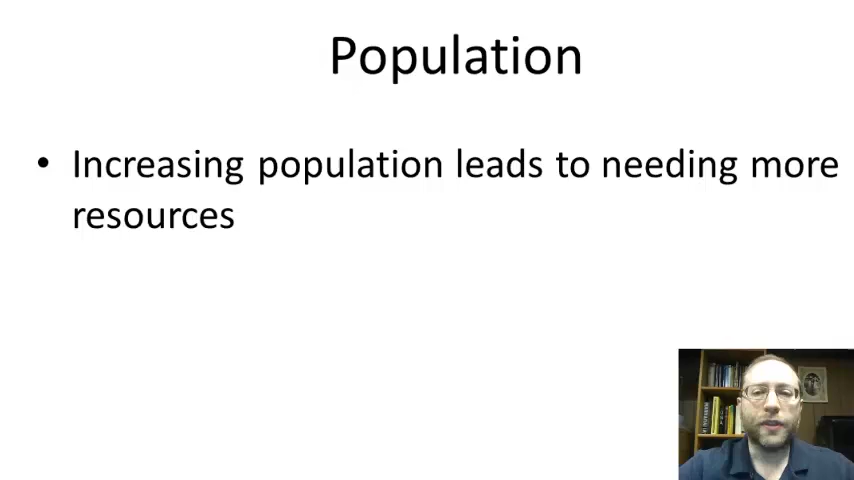 Population
• Increasing population leads to needing more
resources